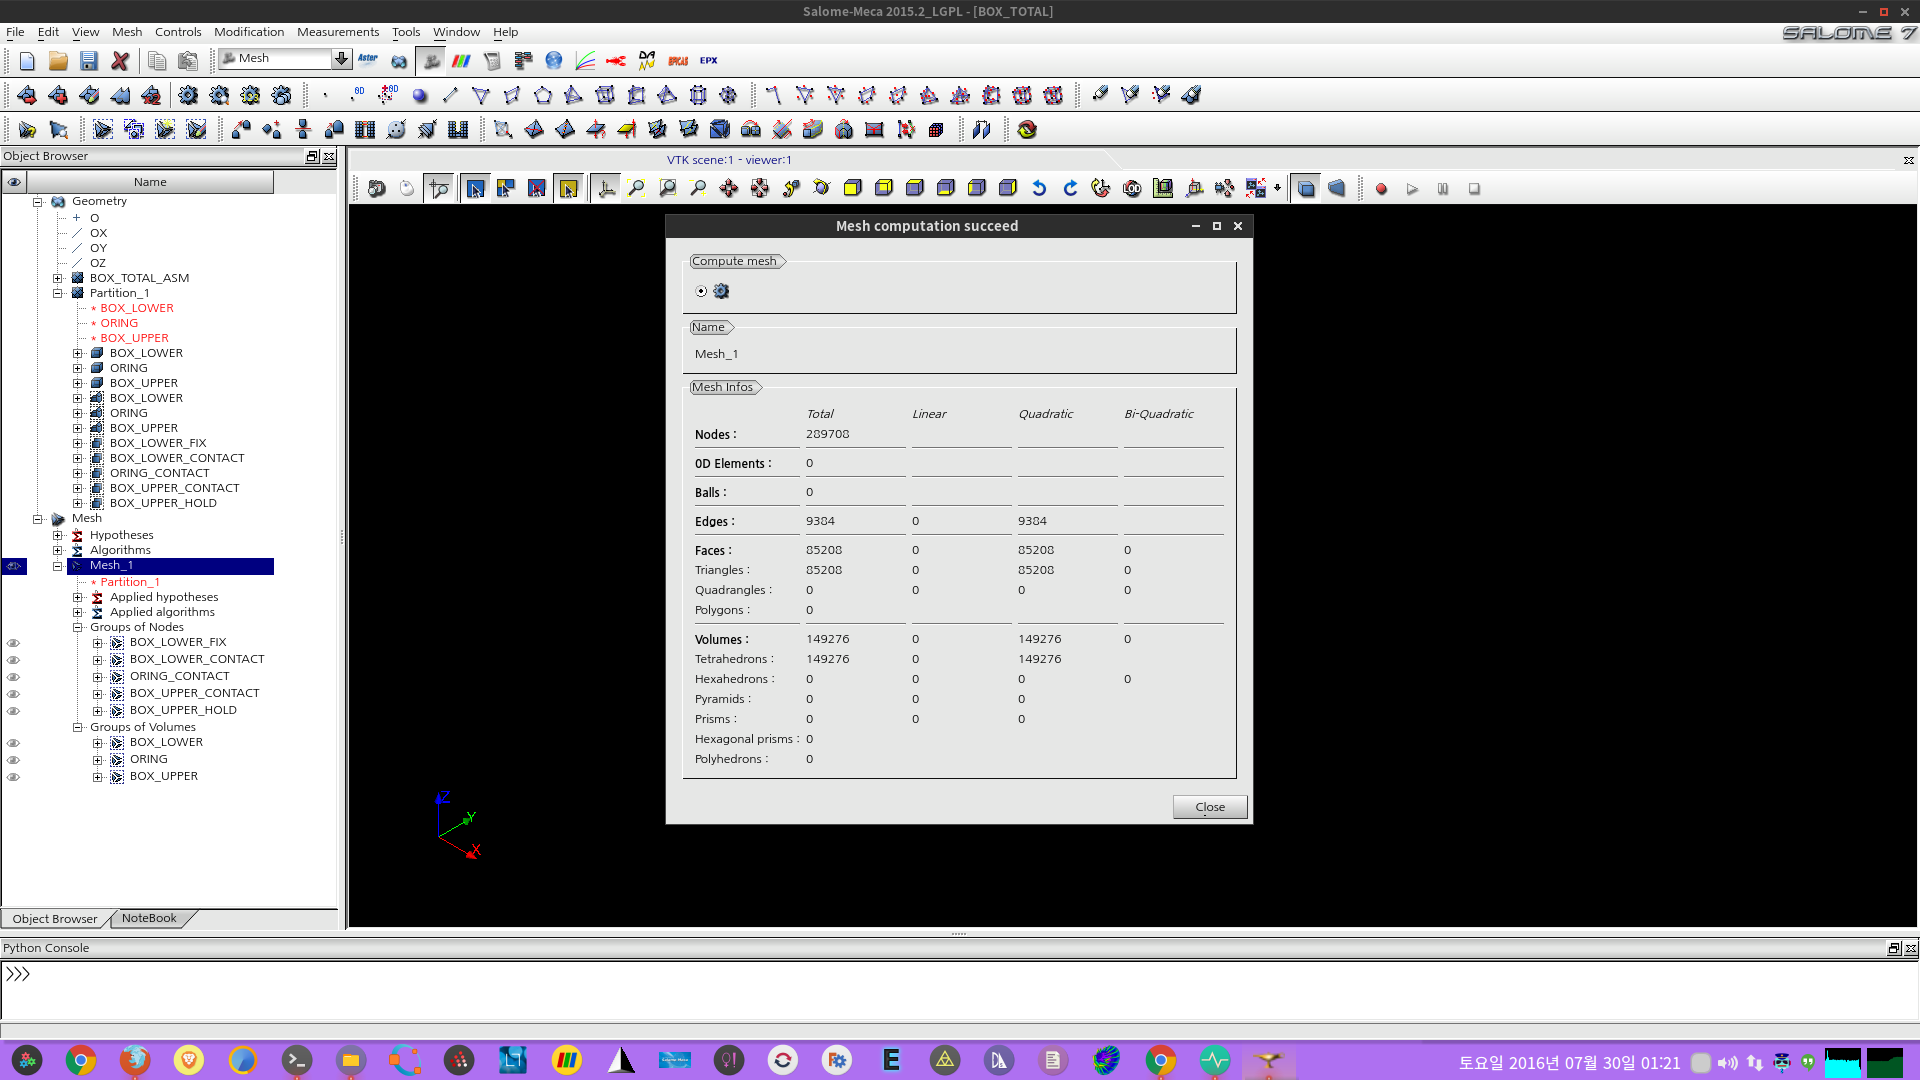 Salome-Meca 2015.2_LGPL - [BOX_TOTAL]
File Edit View Mesh Controls Modification Measurements Tools Window Help
SALOME 7
Mesh Aster EFICAS EPX
0D 0D
Object Browser
VTK scene:1 - viewer:1
Name
Geometry
O
OX
OY
OZ
BOX_TOTAL_ASM
Partition_1
* BOX_LOWER
* ORING
* BOX_UPPER
BOX_LOWER
ORING
BOX_UPPER
BOX_LOWER
ORING
BOX_UPPER
BOX_LOWER_FIX
BOX_LOWER_CONTACT
ORING_CONTACT
BOX_UPPER_CONTACT
BOX_UPPER_HOLD
Mesh
Hypotheses
Algorithms
Mesh_1
* Partition_1
Applied hypotheses
Applied algorithms
Groups of Nodes
BOX_LOWER_FIX
BOX_LOWER_CONTACT
ORING_CONTACT
BOX_UPPER_CONTACT
BOX_UPPER_HOLD
Groups of Volumes
BOX_LOWER
ORING
BOX_UPPER
Object Browser NoteBook
LOD
Mesh computation succeed
Compute mesh
Name
Mesh_1
Mesh Infos
Total Linear Quadratic Bi-Quadratic
Nodes : 289708
0D Elements : 0
Balls : 0
Edges : 9384 0 9384
Faces : 85208 0 85208 0
Triangles : 85208 0 85208 0
Quadrangles : 0 0 0 0
Polygons : 0
Volumes : 149276 0 149276 0
Tetrahedrons : 149276 0 149276
Hexahedrons : 0 0 0 0
Pyramids : 0 0 0
Prisms : 0 0 0
Hexagonal prisms : 0
Polyhedrons : 0
Close
Z
Y
X
Python Console
>>>
토요일 2016년 07월 30일 01:21